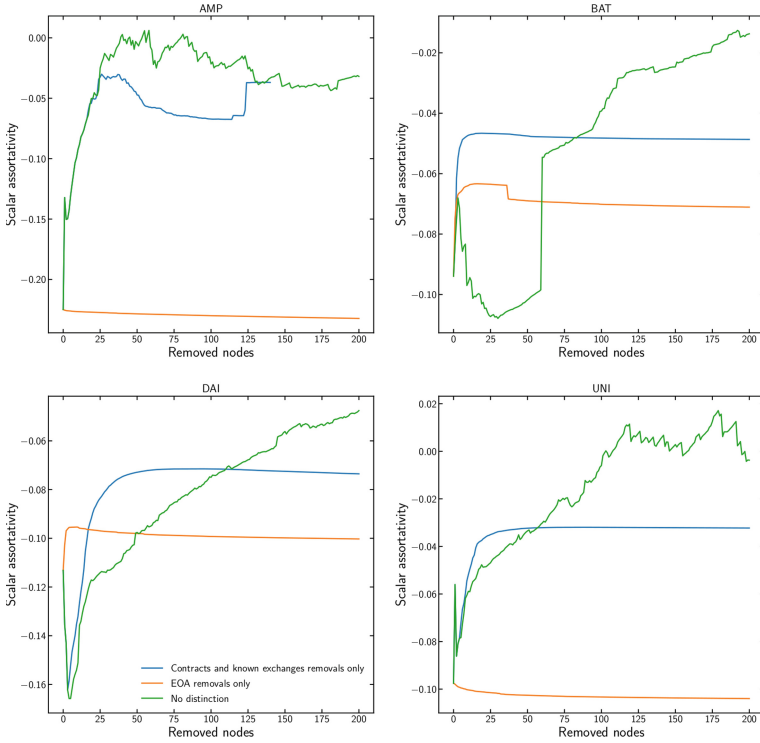 AMP
0.00
−0.05
−0.10
−0.15
−0.20
Scalar assortativity
0 25 50 75 100 125 150 175 200
Removed nodes
BAT
−0.02
−0.04
−0.06
−0.08
−0.10
Scalar assortativity
0 25 50 75 100 125 150 175 200
Removed nodes
DAI
−0.06
−0.08
−0.10
−0.12
−0.14
−0.16
Scalar assortativity
Contracts and known exchanges removals only
EOA removals only
No distinction
0 25 50 75 100 125 150 175 200
Removed nodes
UNI
0.02
0.00
−0.02
−0.04
−0.06
−0.08
−0.10
Scalar assortativity
0 25 50 75 100 125 150 175 200
Removed nodes